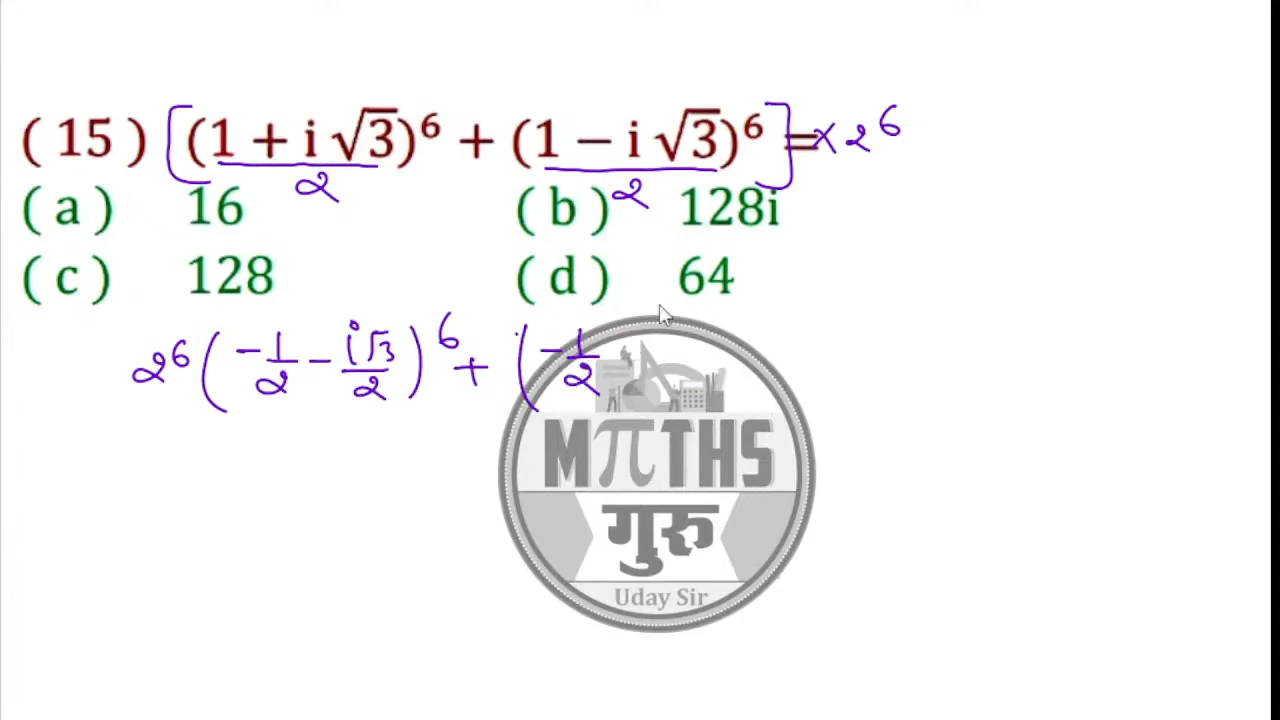 ( 15 ) [(1 + i √3)⁶ + (1 − i √3)⁶] = × 2⁶
2 2
( a ) 16 ( b ) 128i
( c ) 128 ( d ) 64
2⁶ (-1/2 - i√3/2)⁶ + (-1/2
MπTHS
गुरु
Uday Sir